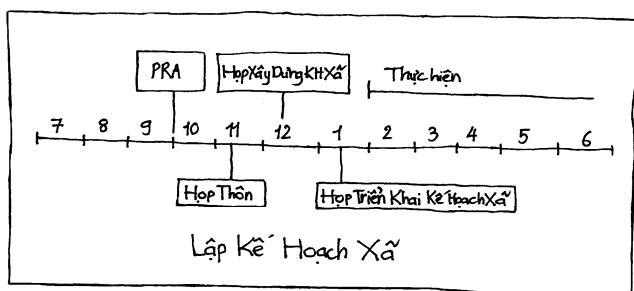 PRA
Họp Xây Dựng KH Xã
Thực hiện
7 8 9 10 11 12 1 2 3 4 5 6
Họp Thôn
Họp Triển Khai Kế Hoạch Xã
Lập Kế Hoạch Xã